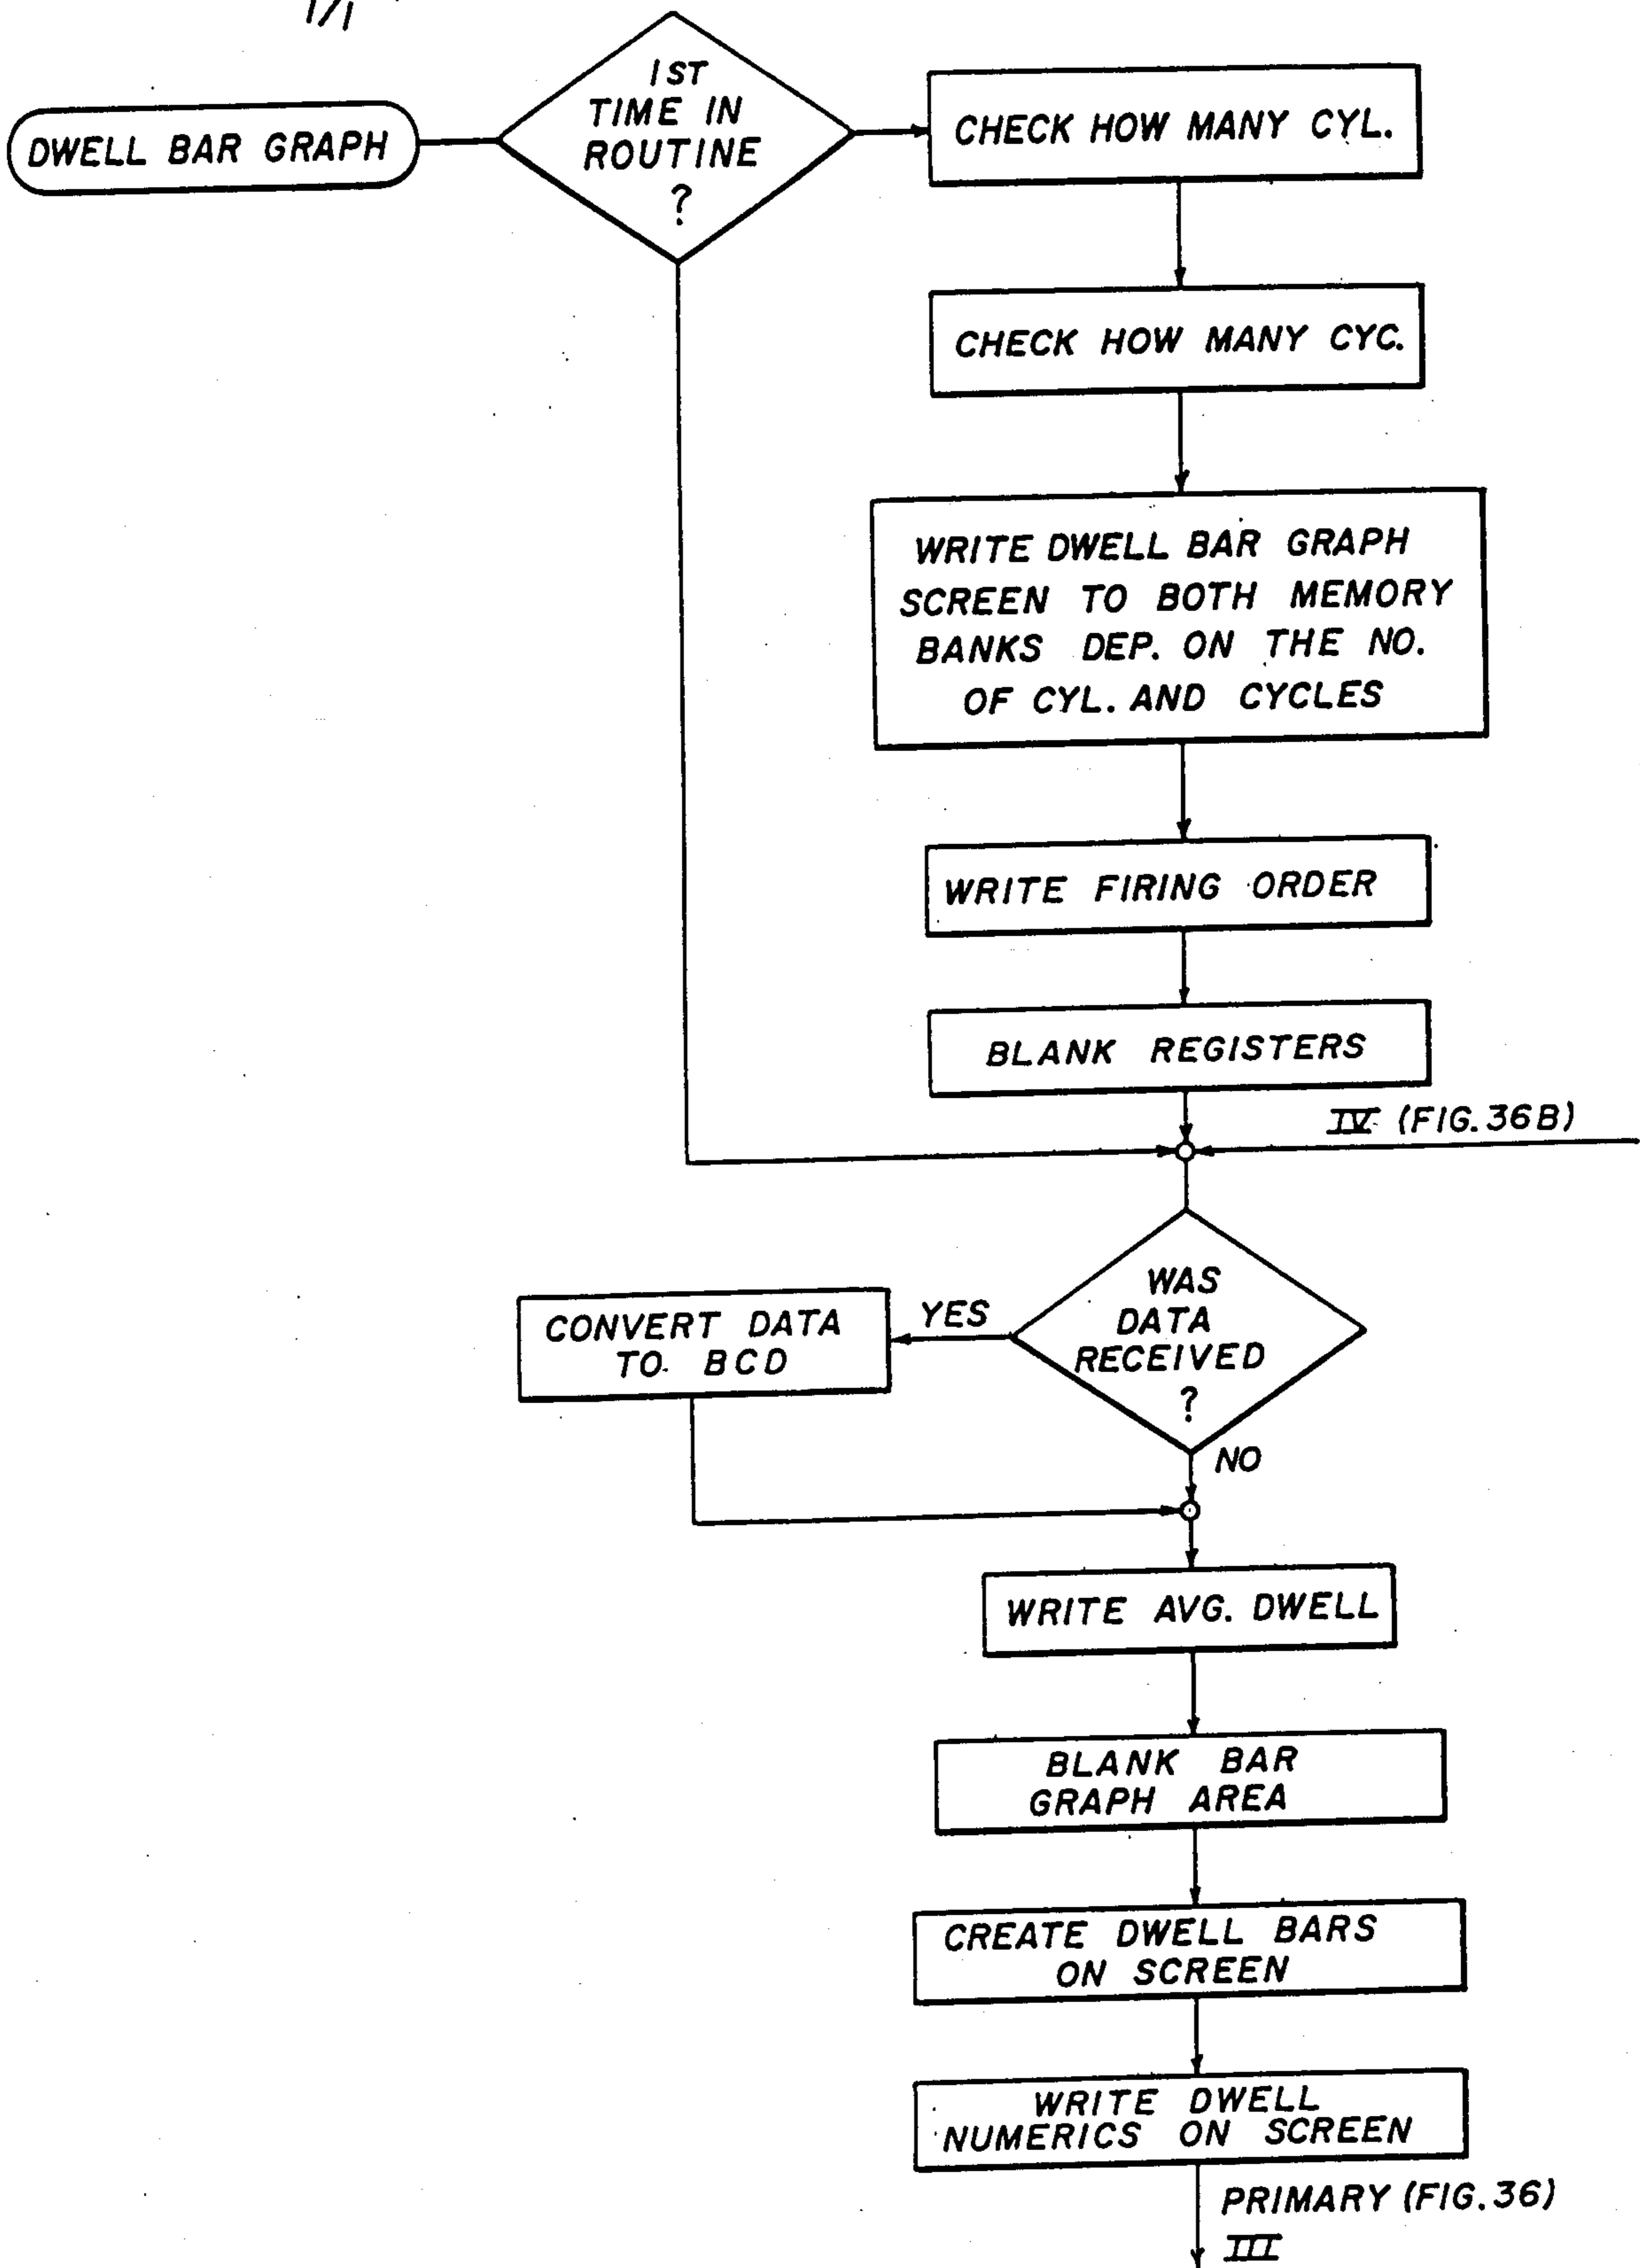 1/1
DWELL BAR GRAPH
1ST
TIME IN
ROUTINE
?
CHECK HOW MANY CYL.
CHECK HOW MANY CYC.
WRITE DWELL BAR GRAPH
SCREEN TO BOTH MEMORY
BANKS DEP. ON THE NO.
OF CYL. AND CYCLES
WRITE FIRING ORDER
BLANK REGISTERS
IV (FIG. 36B)
WAS
DATA
RECEIVED
?
YES
CONVERT DATA
TO BCD
NO
WRITE AVG. DWELL
BLANK BAR
GRAPH AREA
CREATE DWELL BARS
ON SCREEN
WRITE DWELL
NUMERICS ON SCREEN
PRIMARY (FIG. 36)
III